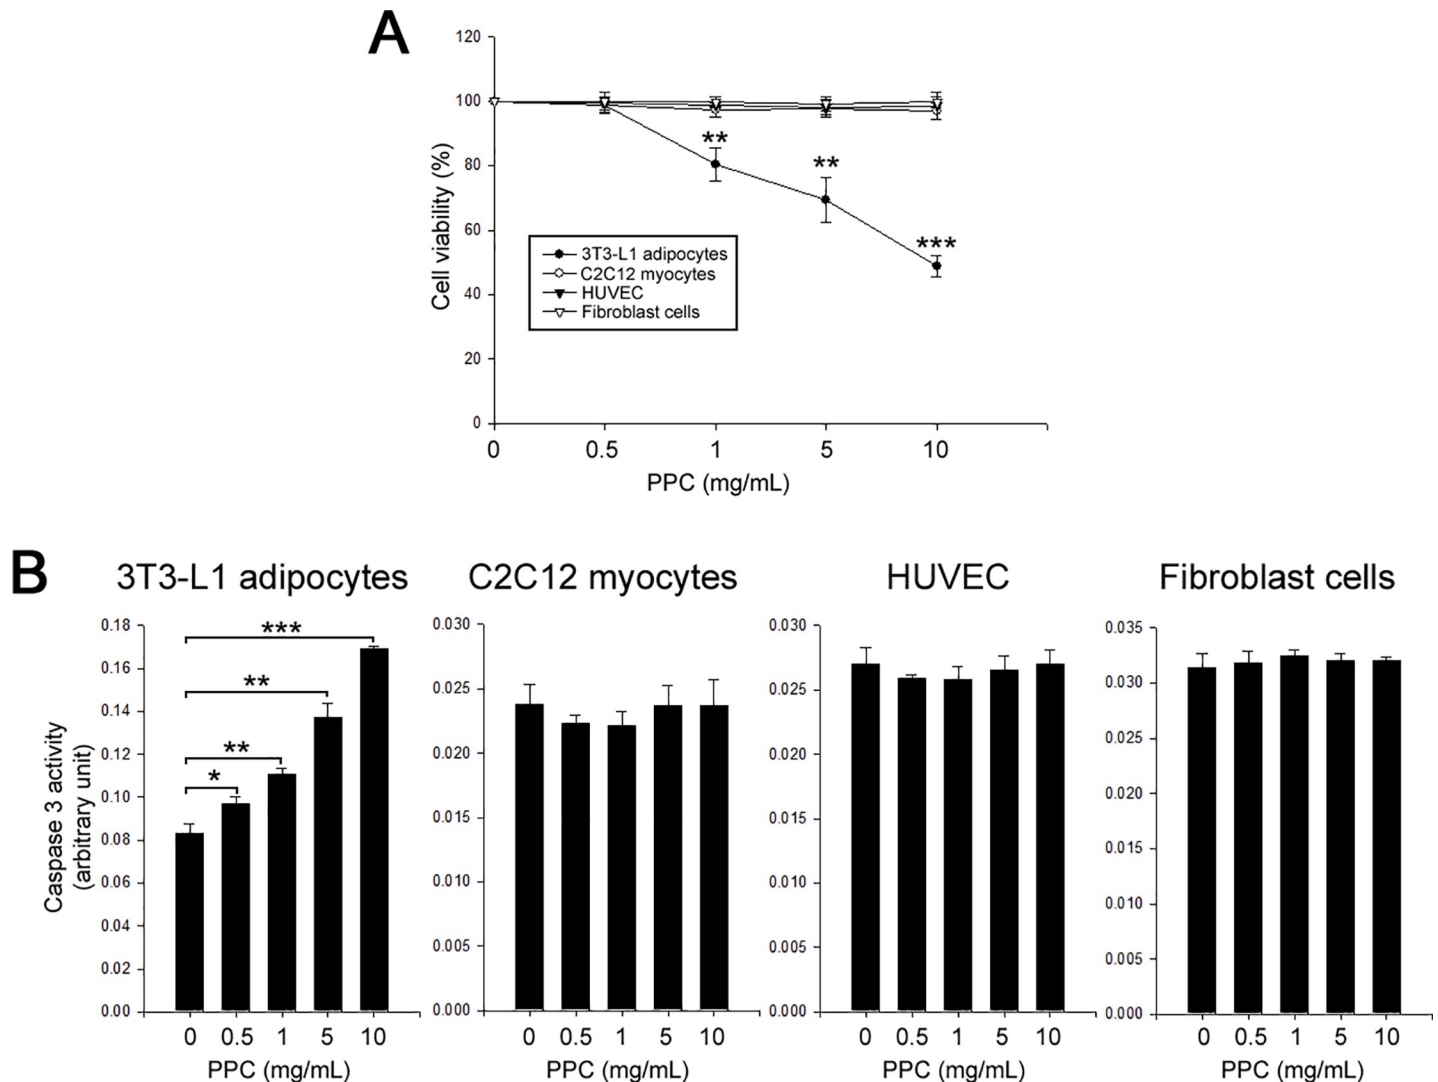 A
120
100
80
60
40
20
0
Cell viability (%)
**
**
***
3T3-L1 adipocytes
C2C12 myocytes
HUVEC
Fibroblast cells
0 0.5 1 5 10
PPC (mg/mL)
B
3T3-L1 adipocytes
0.18
0.16
0.14
0.12
0.10
0.08
0.06
0.04
0.02
0.00
Caspase 3 activity
(arbitrary unit)
***
**
**
*
0 0.5 1 5 10
PPC (mg/mL)
C2C12 myocytes
0.030
0.025
0.020
0.015
0.010
0.005
0.000
0 0.5 1 5 10
PPC (mg/mL)
HUVEC
0.030
0.025
0.020
0.015
0.010
0.005
0.000
0 0.5 1 5 10
PPC (mg/mL)
Fibroblast cells
0.035
0.030
0.025
0.020
0.015
0.010
0.005
0.000
0 0.5 1 5 10
PPC (mg/mL)